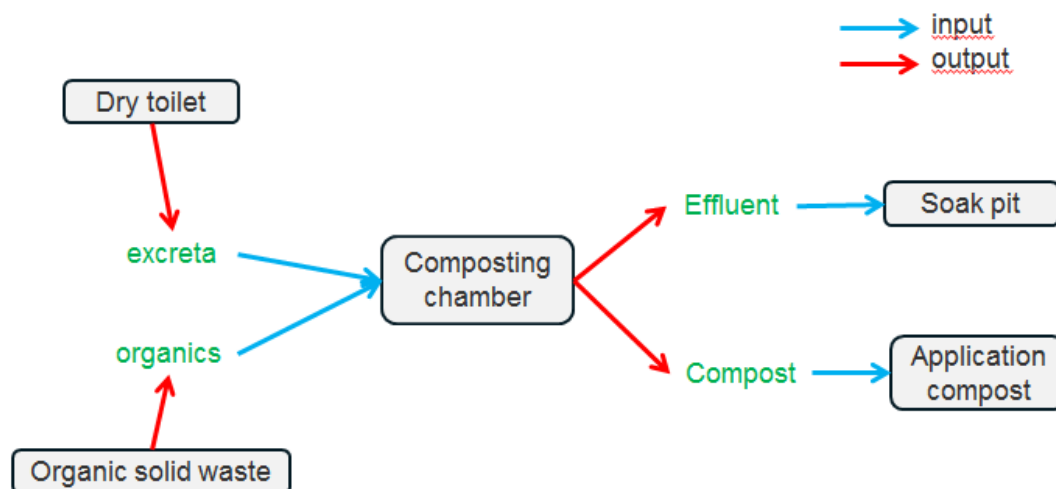 input
output
Dry toilet
excreta
organics
Organic solid waste
Composting
chamber
Effluent
Compost
Soak pit
Application
compost